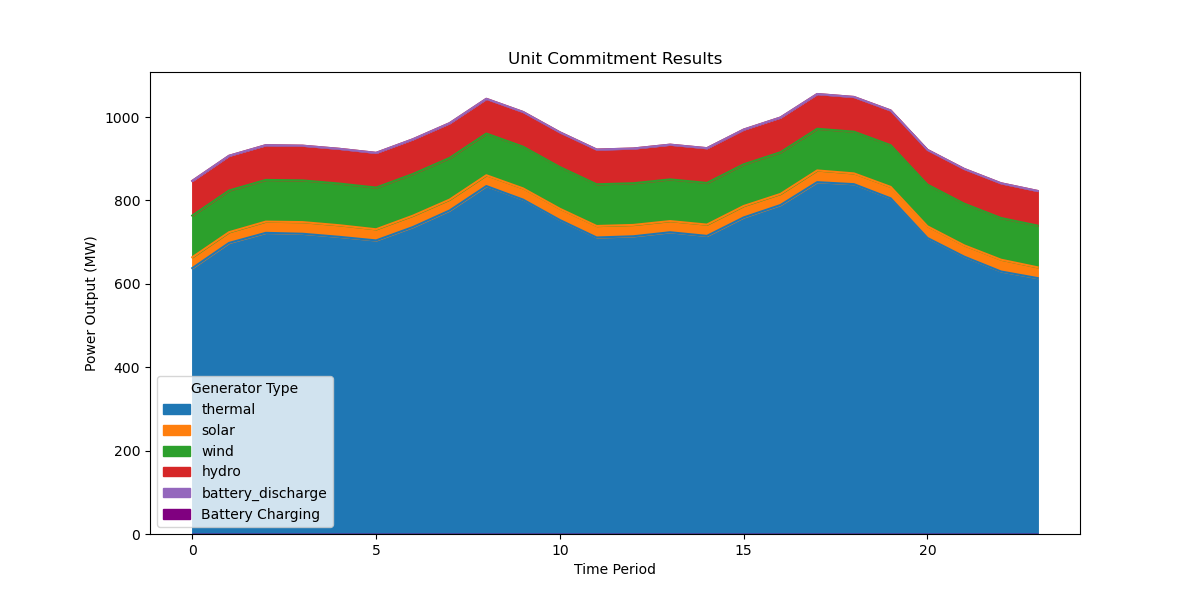 Unit Commitment Results
Power Output (MW)
1000
800
600
400
200
0
Generator Type
thermal
solar
wind
hydro
battery_discharge
Battery Charging
0 5 10 15 20
Time Period